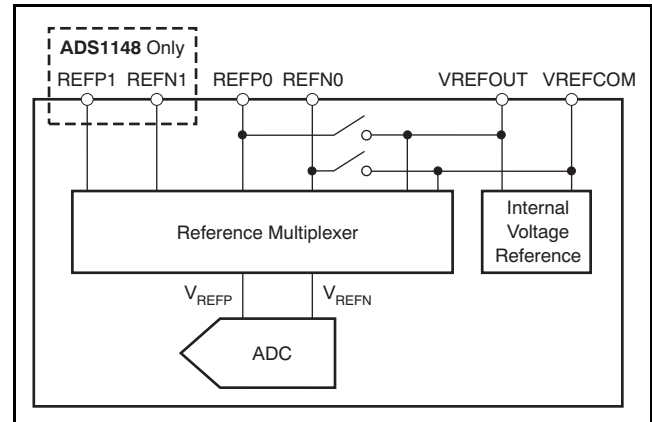 ADS1148 Only
REFP1 REFN1 REFP0 REFN0 VREFOUT VREFCOM
Reference Multiplexer
Internal
Voltage
Reference
VREFP VREFN
ADC